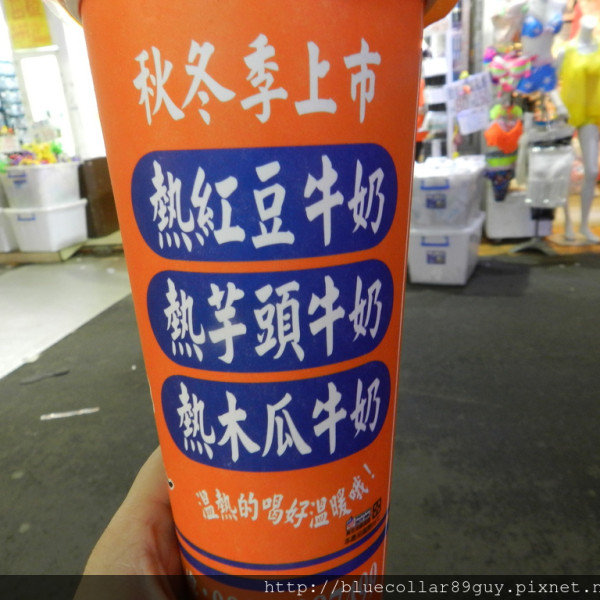 秋冬季上市
熱紅豆牛奶
熱芋頭牛奶
熱木瓜牛奶
溫熱的喝好溫暖哦！
http://bluecollar89guy.pixnet.n